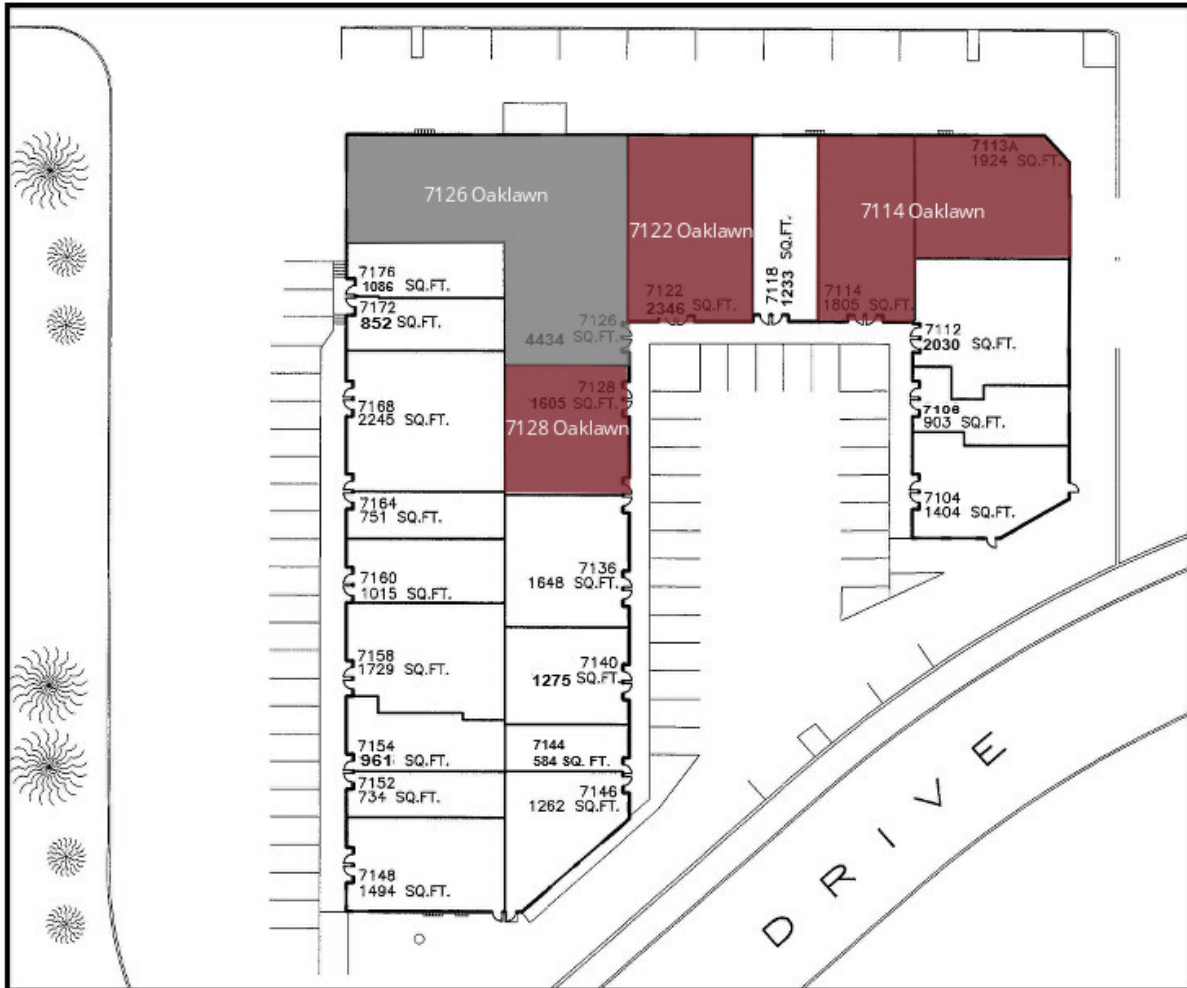 7113A
1924 SQ.FT.
7126 Oaklawn
7122 Oaklawn
7114 Oaklawn
7118
1233 SQ.FT.
7176
1086 SQ.FT.
7172
852 SQ.FT.
7122
2346 SQ.FT.
7114
1805 SQ.FT.
7126
4434 SQ.FT.
7112
2030 SQ.FT.
7128
1605 SQ.FT.
7128 Oaklawn
7168
2245 SQ.FT.
7108
903 SQ.FT.
7104
1404 SQ.FT.
7164
751 SQ.FT.
7136
1648 SQ.FT.
7160
1015 SQ.FT.
7158
1729 SQ.FT.
7140
1275 SQ.FT.
7154
961 SQ.FT.
7144
584 SQ. FT.
7152
734 SQ.FT.
7146
1262 SQ.FT.
7148
1494 SQ.FT.
DRIVE